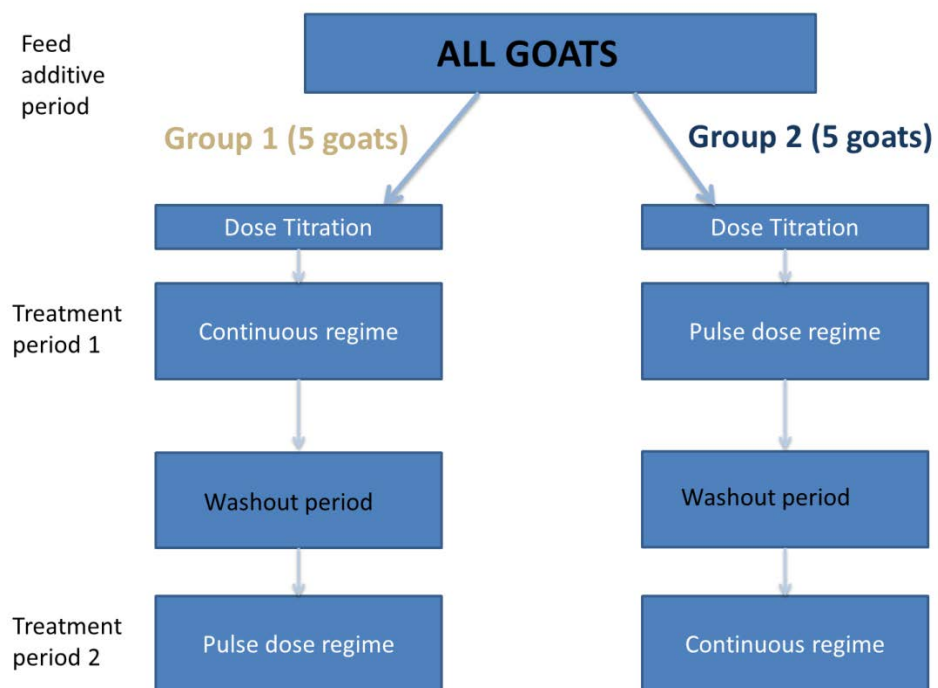 Feed
additive
period
ALL GOATS
Group 1 (5 goats)
Group 2 (5 goats)
Dose Titration
Dose Titration
Treatment
period 1
Continuous regime
Pulse dose regime
Washout period
Washout period
Treatment
period 2
Pulse dose regime
Continuous regime